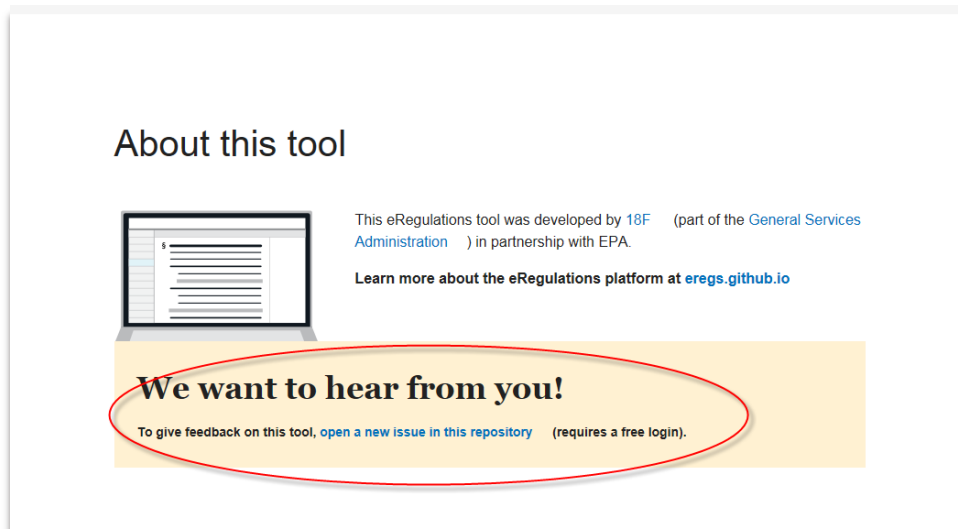 About this tool
This eRegulations tool was developed by 18F (part of the General Services
Administration ) in partnership with EPA.
Learn more about the eRegulations platform at eregs.github.io
§
We want to hear from you!
To give feedback on this tool, open a new issue in this repository (requires a free login).